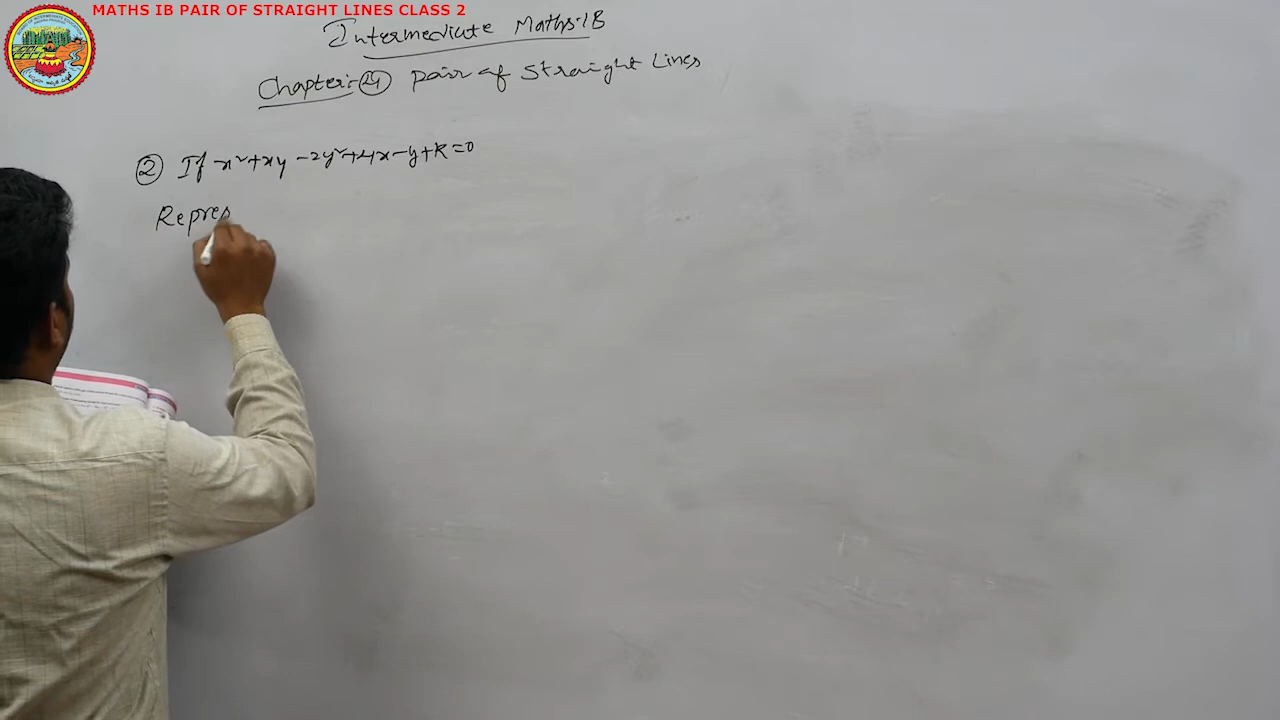 MATHS IB PAIR OF STRAIGHT LINES CLASS 2
Intermediate Maths:-IB
Chapter:- 24 Pair of Straight Lines
② If x²+xy-2y²+4x-y+k=0
Repres